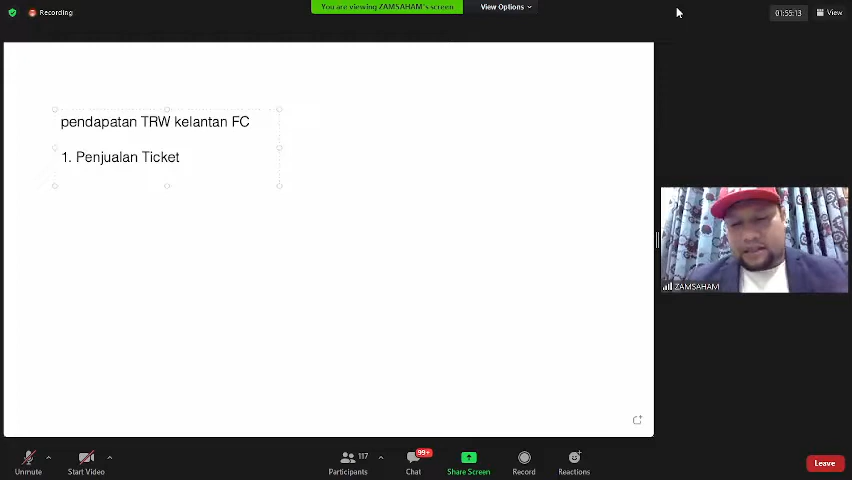 Recording
You are viewing ZAMSAHAM's screen
View Options
01:55:13
View
pendapatan TRW kelantan FC
1. Penjualan Ticket
ZAMSAHAM
Unmute
Start Video
117
Participants
99+
Chat
Share Screen
Record
Reactions
Leave